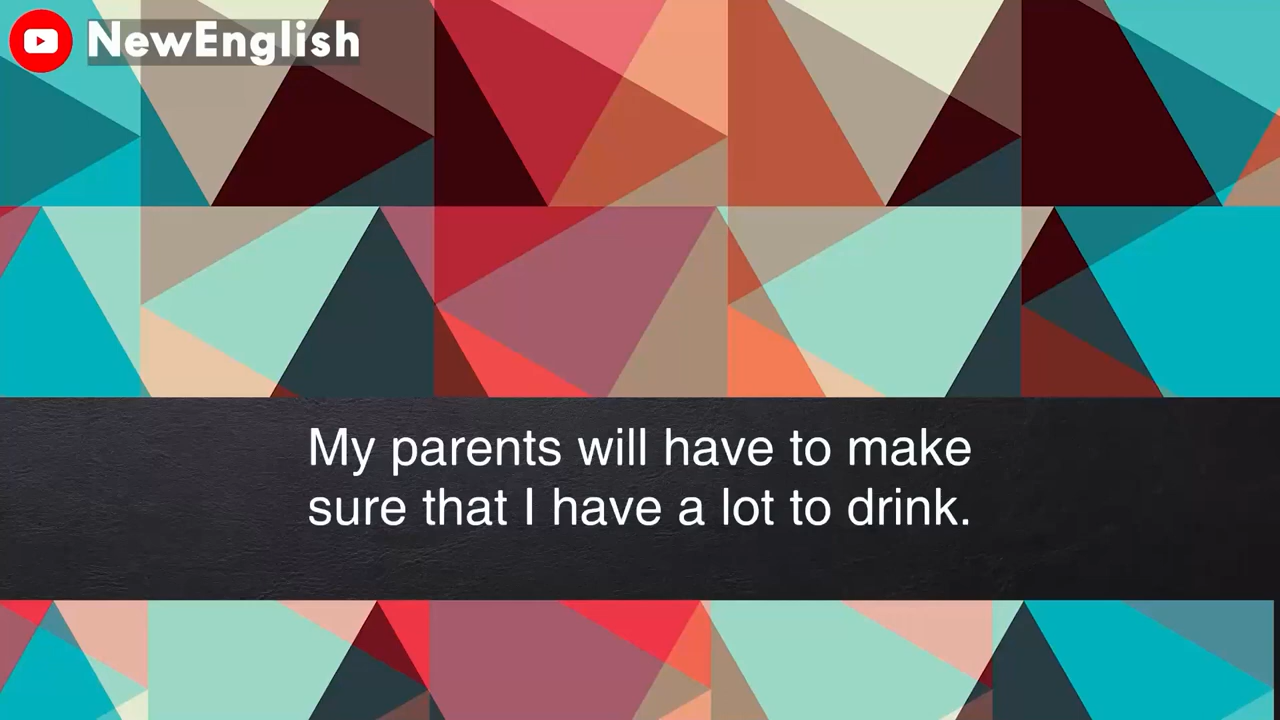 NewEnglish
My parents will have to make
sure that I have a lot to drink.